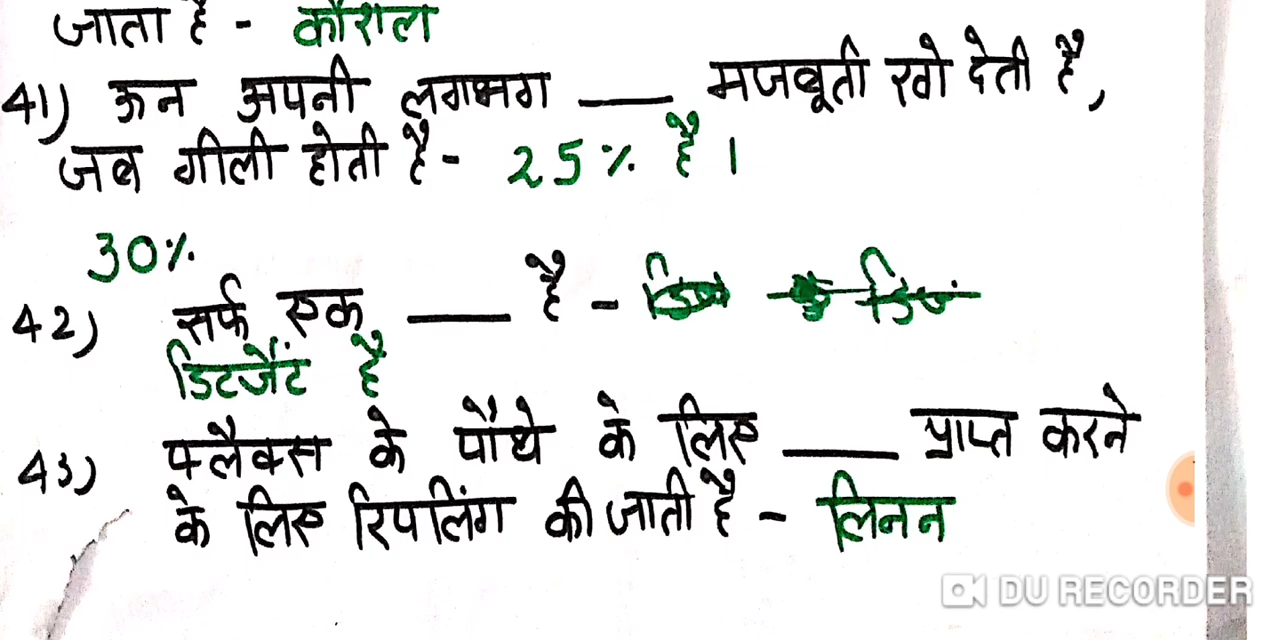 जाता है - कौशल
41) ऊन अपनी लगभग ___ मजबूती खो देती है,
जब गीली होती है - 25% है।
30%
42) सर्फ एक ___ है -
डिटर्जेंट है
43) फ्लैक्स के पौधे के लिए ___ प्राप्त करने
के लिए रिपलिंग की जाती है - लिनन
DU RECORDER